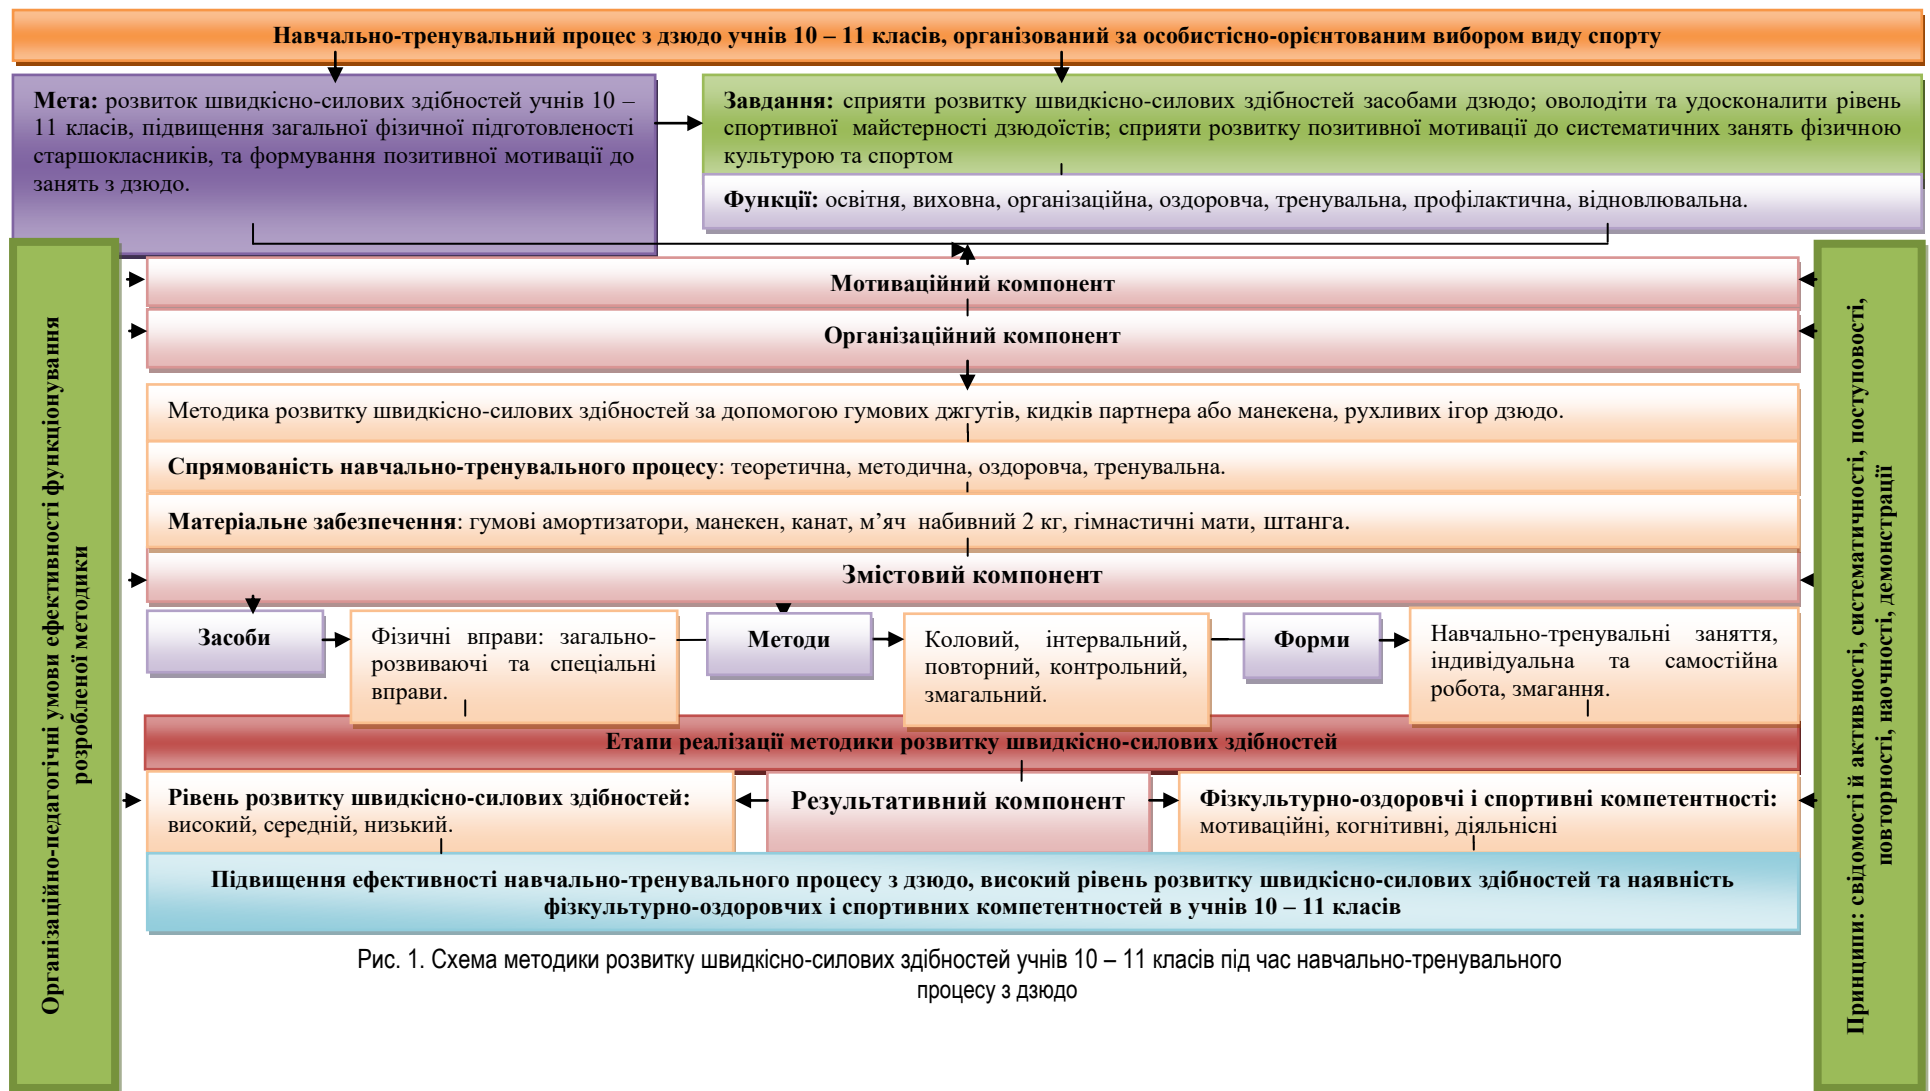 Навчально-тренувальний процес з дзюдо учнів 10 – 11 класів, організований за особистісно-орієнтованим вибором виду спорту
Мета: розвиток швидкісно-силових здібностей учнів 10 –
11 класів, підвищення загальної фізичної підготовленості
старшокласників, та формування позитивної мотивації до
занять з дзюдо.
Завдання: сприяти розвитку швидкісно-силових здібностей засобами дзюдо; оволодіти та удосконалити рівень
спортивної майстерності дзюдоїстів; сприяти розвитку позитивної мотивації до систематичних занять фізичною
культурою та спортом
Функції: освітня, виховна, організаційна, оздоровча, тренувальна, профілактична, відновлювальна.
Організаційно-педагогічні умови ефективності функціонування
розробленої методики
Мотиваційний компонент
Організаційний компонент
Методика розвитку швидкісно-силових здібностей за допомогою гумових джгутів, кидків партнера або манекена, рухливих ігор дзюдо.
Спрямованість навчально-тренувального процесу: теоретична, методична, оздоровча, тренувальна.
Матеріальне забезпечення: гумові амортизатори, манекен, канат, м’яч набивний 2 кг, гімнастичні мати, штанга.
Змістовий компонент
Засоби
Фізичні вправи: загально-
розвиваючі та спеціальні
вправи.
Методи
Коловий, інтервальний,
повторний, контрольний,
змагальний.
Форми
Навчально-тренувальні заняття,
індивідуальна та самостійна
робота, змагання.
Етапи реалізації методики розвитку швидкісно-силових здібностей
Рівень розвитку швидкісно-силових здібностей:
високий, середній, низький.
Результативний компонент
Фізкультурно-оздоровчі і спортивні компетентності:
мотиваційні, когнітивні, діяльнісні
Підвищення ефективності навчально-тренувального процесу з дзюдо, високий рівень розвитку швидкісно-силових здібностей та наявність
фізкультурно-оздоровчих і спортивних компетентностей в учнів 10 – 11 класів
Принципи: свідомості й активності, систематичності, поступовості,
повторності, наочності, демонстрації
Рис. 1. Схема методики розвитку швидкісно-силових здібностей учнів 10 – 11 класів під час навчально-тренувального
процесу з дзюдо